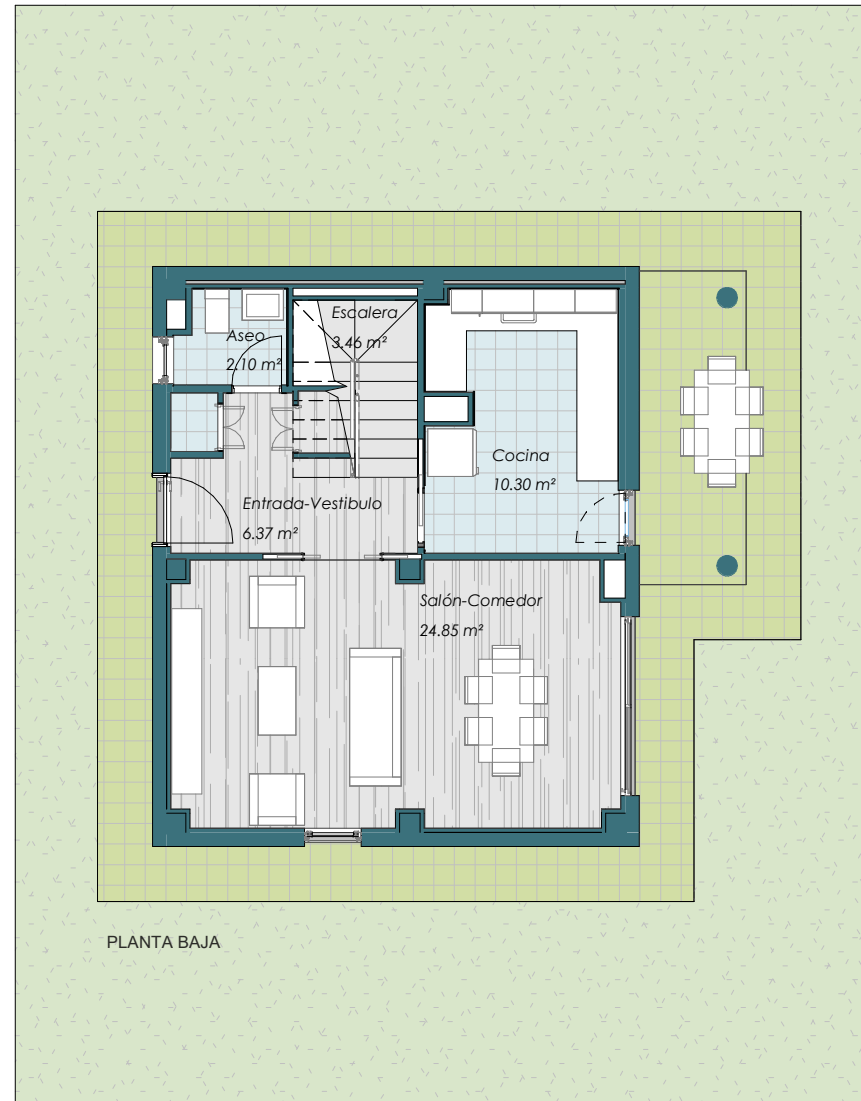 Escalera
3.46 m²
Aseo
2.10 m²
Cocina
10.30 m²
Entrada-Vestibulo
6.37 m²
Salón-Comedor
24.85 m²
PLANTA BAJA